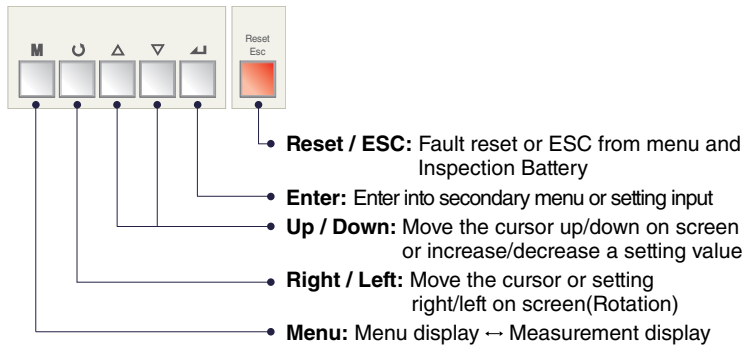 Reset
Esc
M
Reset / ESC: Fault reset or ESC from menu and
Inspection Battery
Enter: Enter into secondary menu or setting input
Up / Down: Move the cursor up/down on screen
or increase/decrease a setting value
Right / Left: Move the cursor or setting
right/left on screen(Rotation)
Menu: Menu display ↔ Measurement display